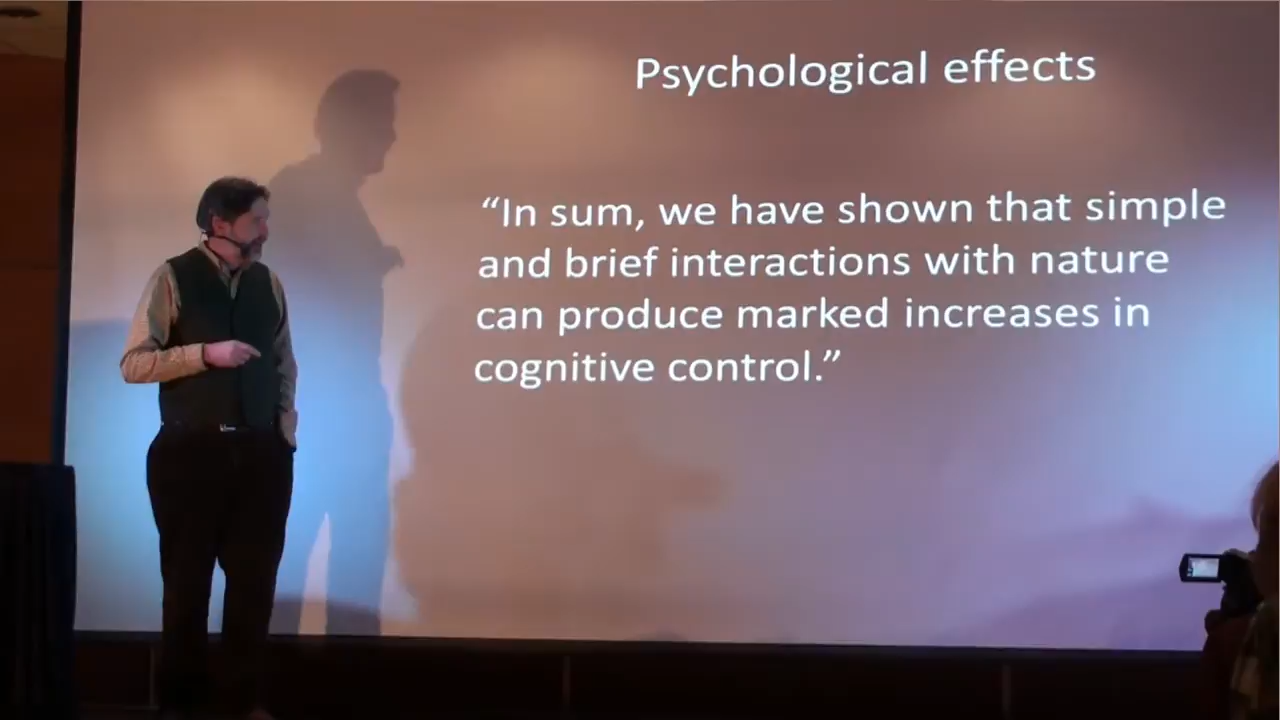 Psychological effects
“In sum, we have shown that simple
and brief interactions with nature
can produce marked increases in
cognitive control.”